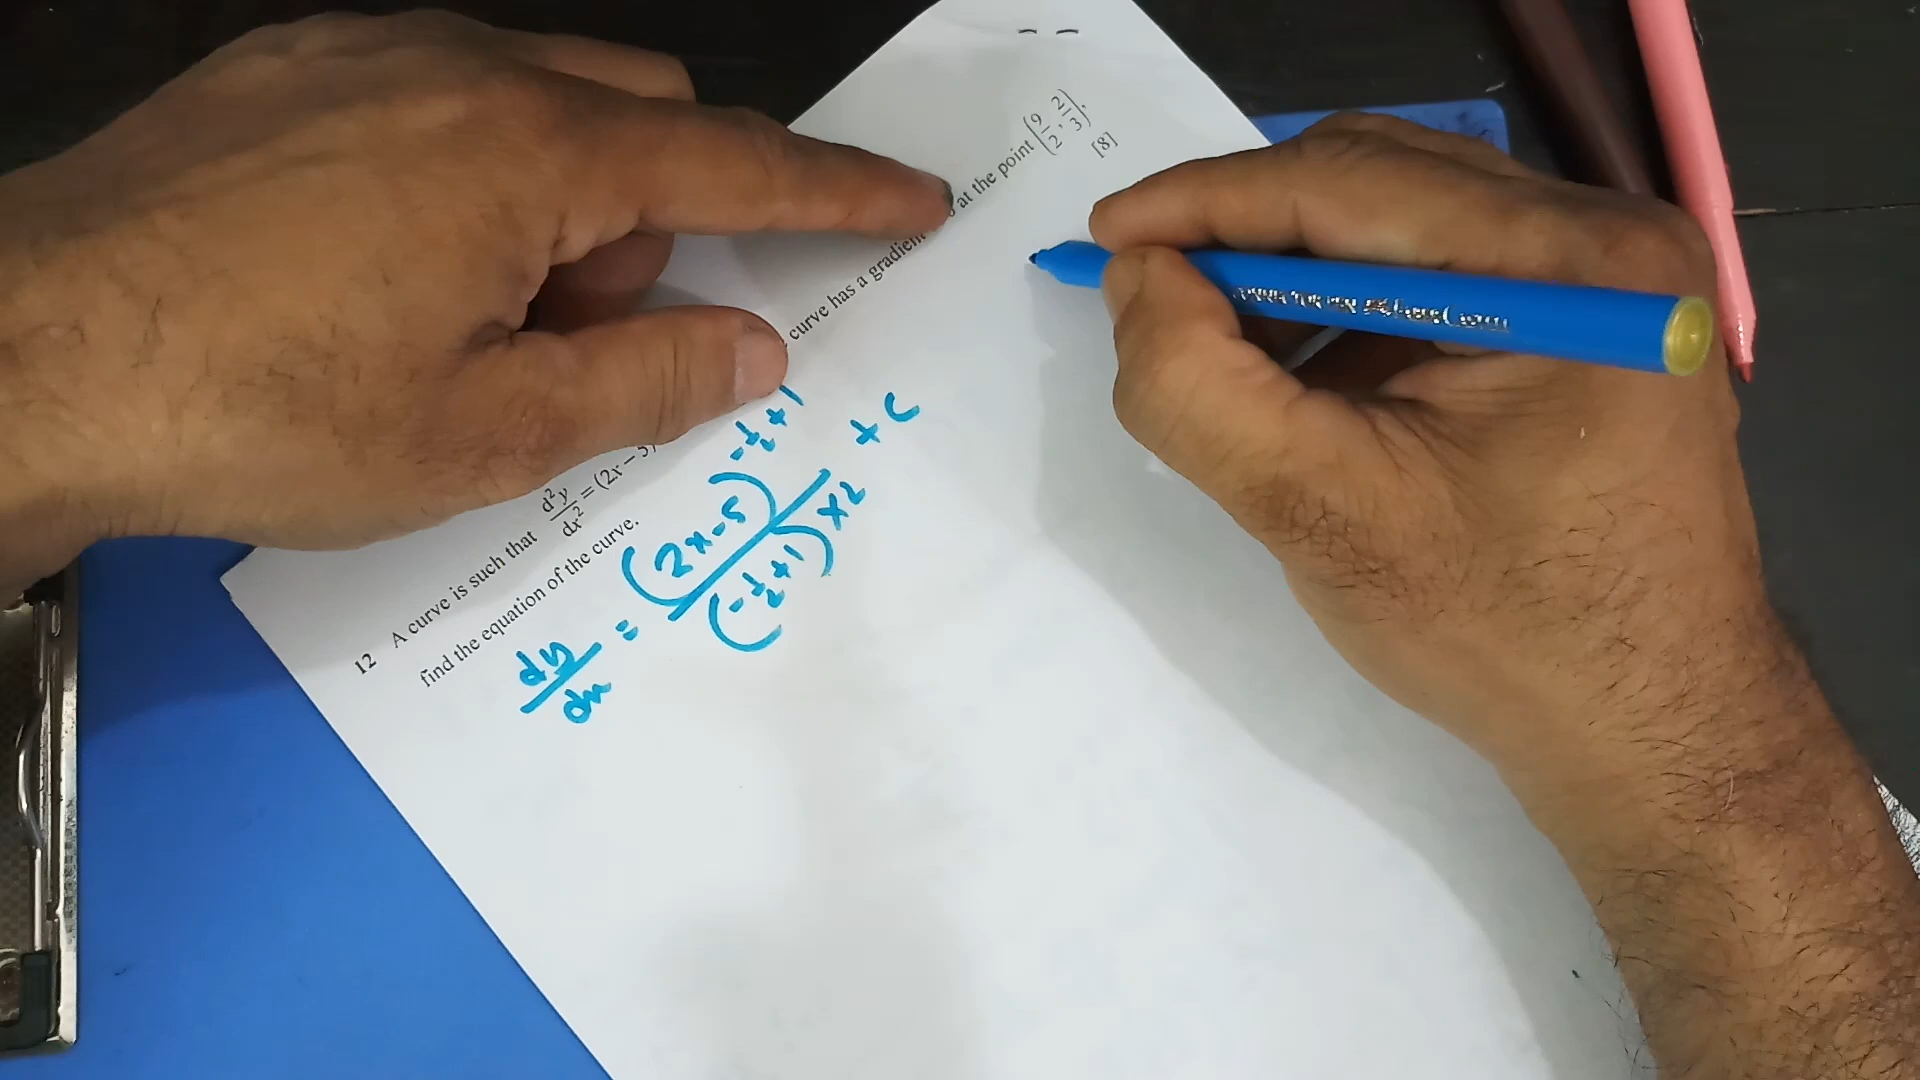 12 A curve is such that d²y/dx² = (2x − 5) curve has a gradient at the point (9/2, 2/3).
find the equation of the curve. [8]
dy/dx = (2x-5)^(-1/2+1) / (-1/2+1) x2 + c